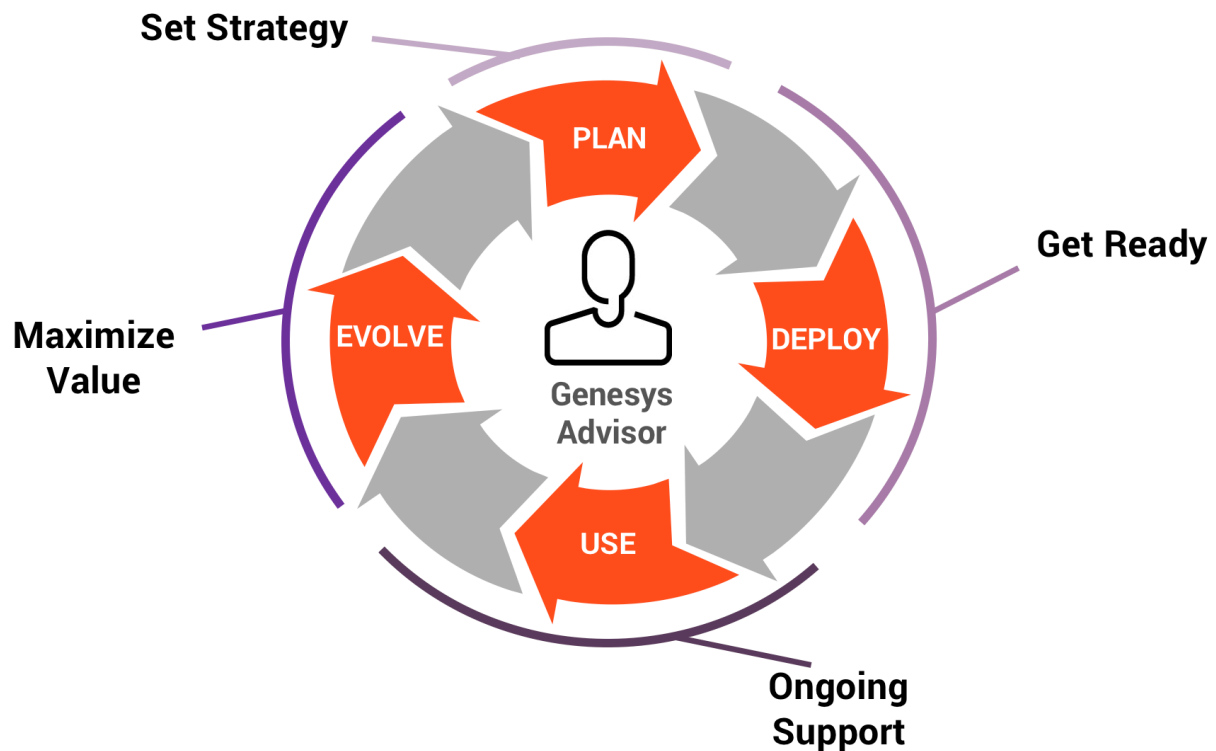 Set Strategy
PLAN
Get Ready
Maximize
Value
EVOLVE
DEPLOY
Genesys
Advisor
USE
Ongoing
Support